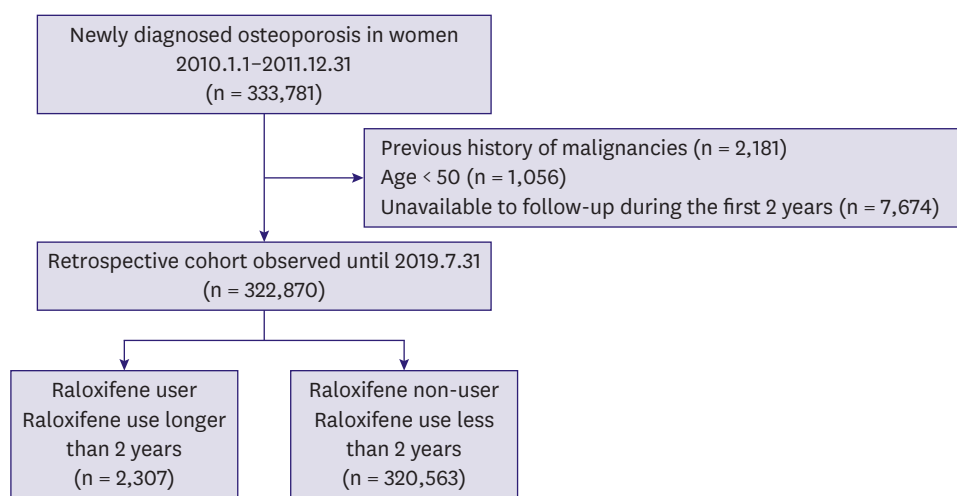 Newly diagnosed osteoporosis in women
2010.1.1–2011.12.31
(n = 333,781)
Previous history of malignancies (n = 2,181)
Age < 50 (n = 1,056)
Unavailable to follow-up during the first 2 years (n = 7,674)
Retrospective cohort observed until 2019.7.31
(n = 322,870)
Raloxifene user
Raloxifene use longer
than 2 years
(n = 2,307)
Raloxifene non-user
Raloxifene use less
than 2 years
(n = 320,563)